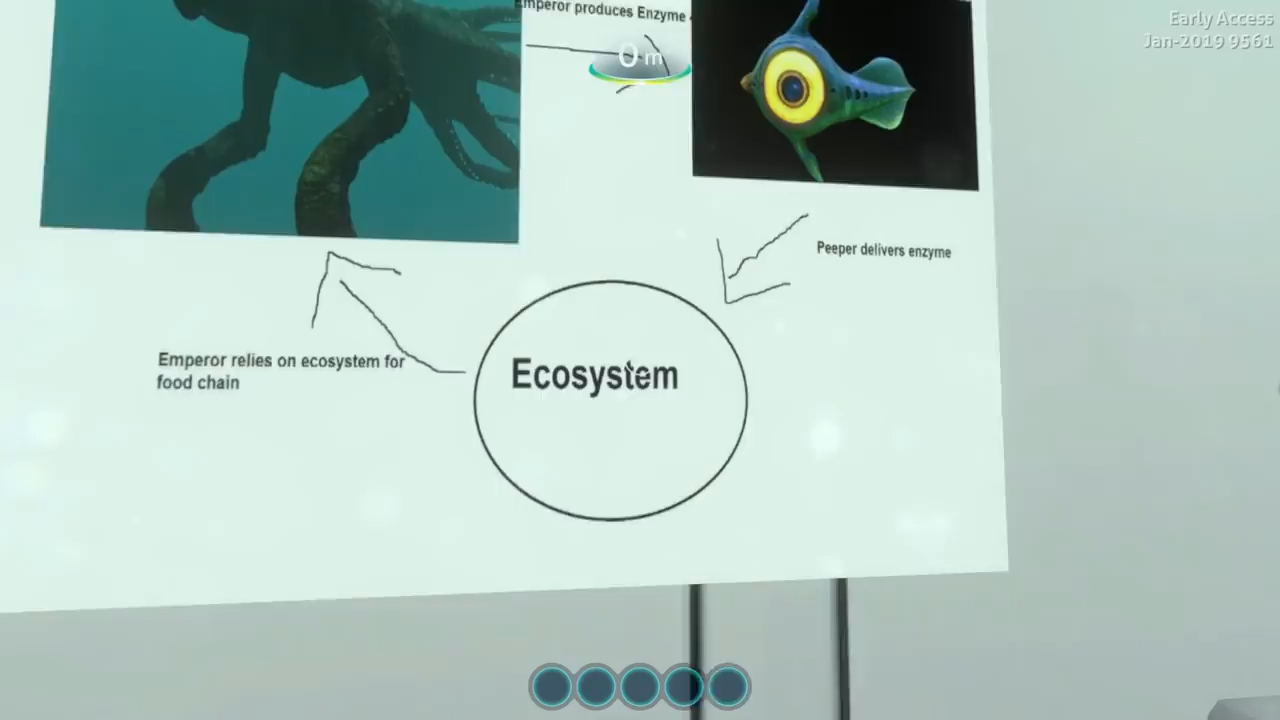 Emperor produces Enzyme
Early Access
Jan-2019 9561
0 m
Peeper delivers enzyme
Emperor relies on ecosystem for
food chain
Ecosystem